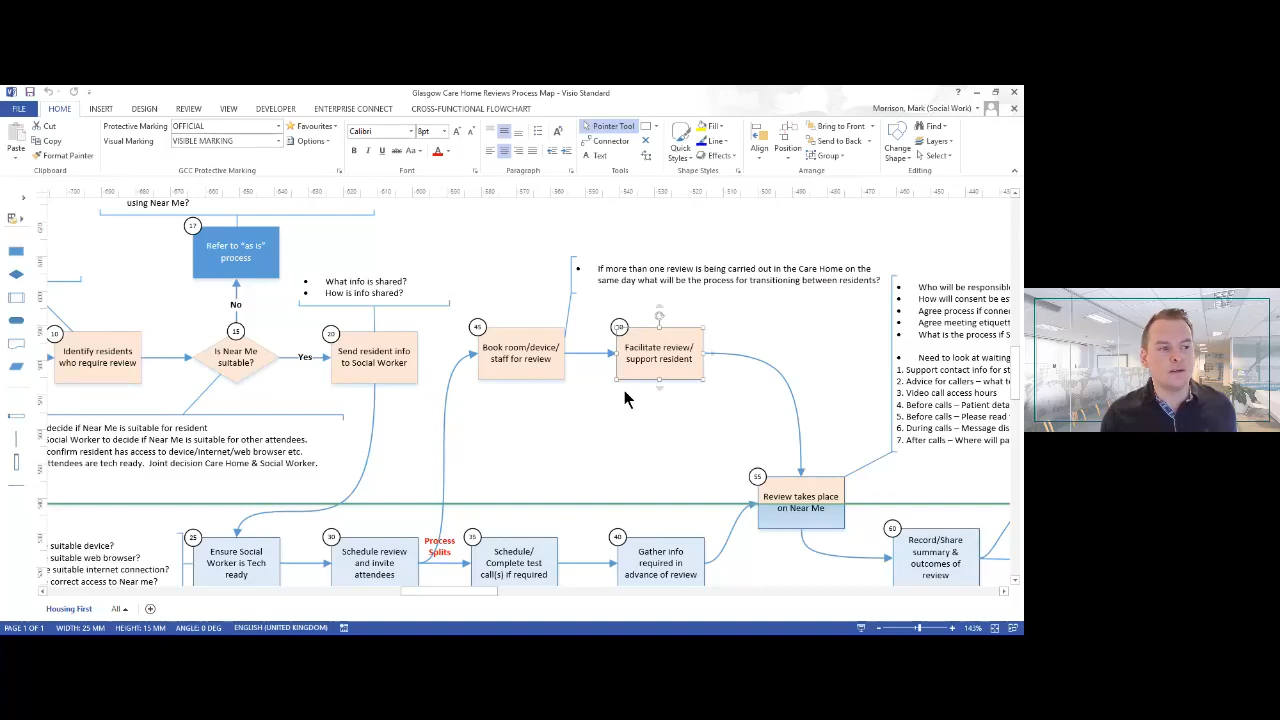 Glasgow Care Home Reviews Process Map - Visio Standard
FILE HOME INSERT DESIGN REVIEW VIEW DEVELOPER ENTERPRISE CONNECT CROSS-FUNCTIONAL FLOWCHART
Morrison, Mark (Social Work)
Paste
Cut
Copy
Format Painter
Clipboard
Protective Marking OFFICIAL
Visual Marking VISIBLE MARKING
Favourites
Options
GCC Protective Marking
Calibri 8pt
Font
Paragraph
Pointer Tool
Connector
Text
Tools
Quick Styles
Fill
Line
Effects
Shape Styles
Align
Position
Bring to Front
Send to Back
Group
Arrange
Change Shape
Find
Layers
Select
Editing
using Near Me?
17
Refer to "as is"
process
No
What info is shared?
How is info shared?
If more than one review is being carried out in the Care Home on the
same day what will be the process for transitioning between residents?
Who will be responsible
How will consent be es
Agree process if connec
Agree meeting etiquett
What is the process if S
Need to look at waiting
1. Support contact info for st
2. Advice for callers – what to
3. Video call access hours
4. Before calls – Patient deta
5. Before calls – Please read
6. During calls – Message dis
7. After calls – Where will pa
10
Identify residents
who require review
15
Is Near Me
suitable?
Yes
20
Send resident info
to Social Worker
45
Book room/device/
staff for review
Facilitate review/
support resident
decide if Near Me is suitable for resident
Social Worker to decide if Near Me is suitable for other attendees.
confirm resident has access to device/internet/web browser etc.
attendees are tech ready. Joint decision Care Home & Social Worker.
55
Review takes place
on Near Me
suitable device?
suitable web browser?
suitable internet connection?
correct access to Near me?
25
Ensure Social
Worker is Tech
ready
30
Schedule review
and invite
attendees
Process
Splits
35
Schedule/
Complete test
call(s) if required
40
Gather info
required in
advance of review
60
Record/Share
summary &
outcomes of
review
Housing First All
PAGE 1 OF 1 WIDTH: 25 MM HEIGHT: 15 MM ANGLE: 0 DEG ENGLISH (UNITED KINGDOM) 143%